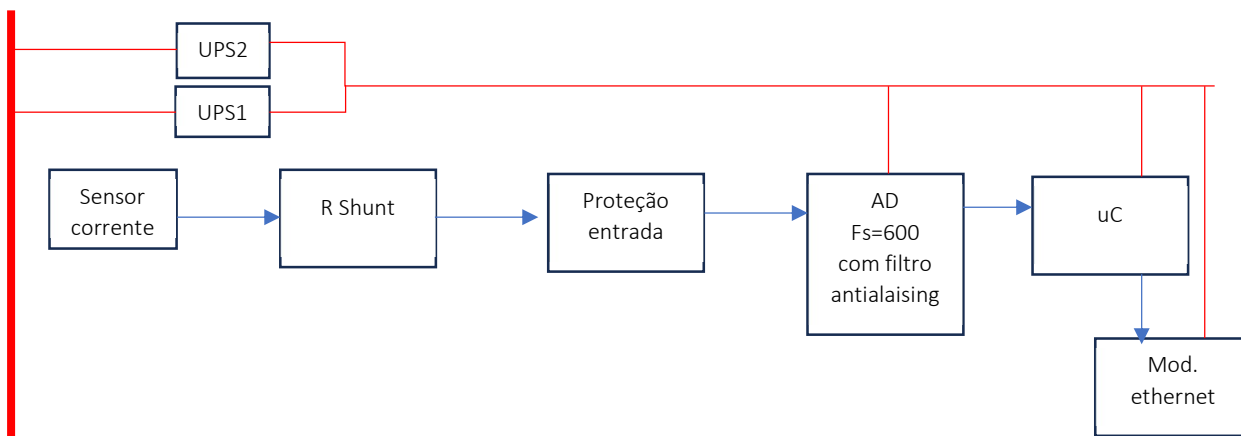 UPS2
UPS1
Sensor
corrente
R Shunt
Proteção
entrada
AD
Fs=600
com filtro
antialaising
uC
Mod.
ethernet